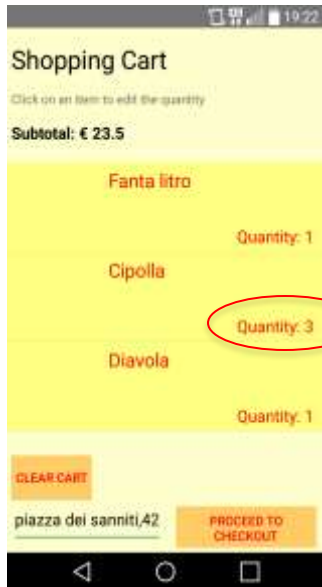 19:22
Shopping Cart
Click on an item to edit the quantity
Subtotal: € 23.5
Fanta litro
Quantity: 1
Cipolla
Quantity: 3
Diavola
Quantity: 1
CLEAR CART
piazza dei sanniti,42
PROCEED TO
CHECKOUT